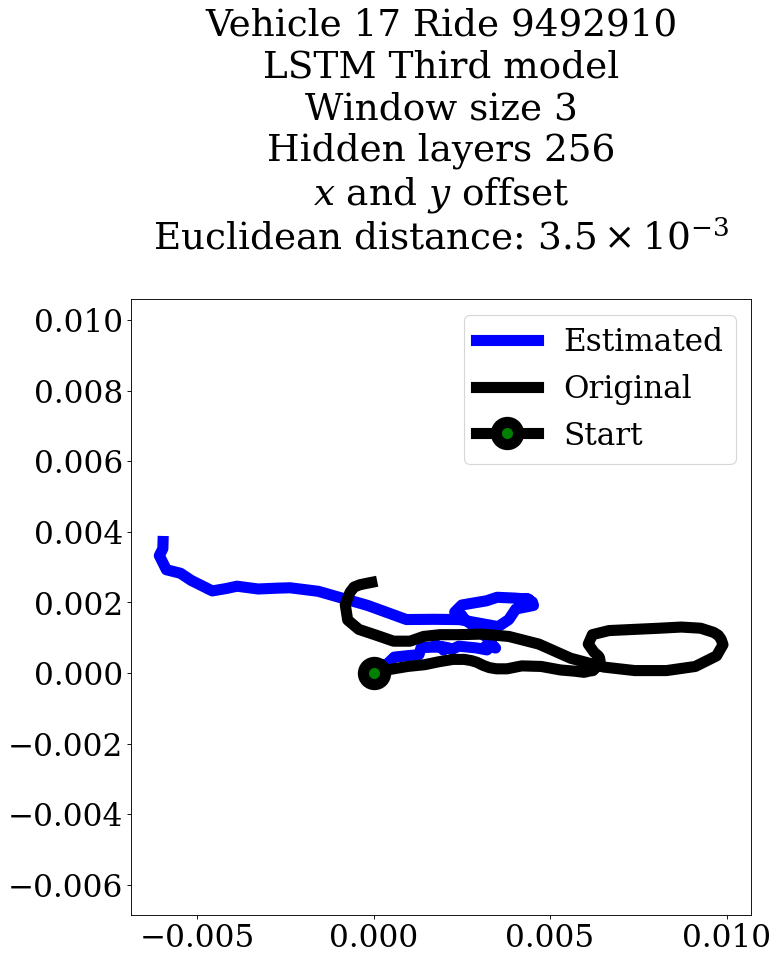 Vehicle 17 Ride 9492910
LSTM Third model
Window size 3
Hidden layers 256
x and y offset
Euclidean distance: 3.5 × 10⁻³
0.010
0.008
0.006
0.004
0.002
0.000
−0.002
−0.004
−0.006
Estimated
Original
Start
−0.005
0.000
0.005
0.010